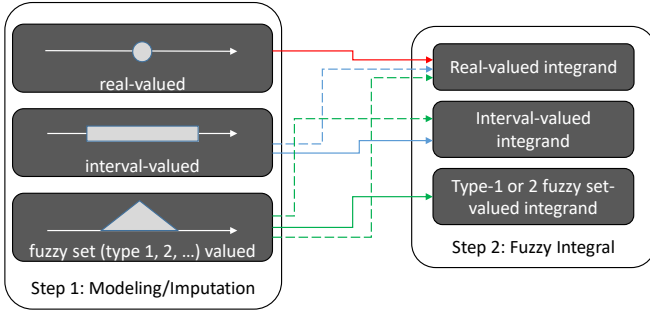 real-valued
interval-valued
fuzzy set (type 1, 2, ...) valued
Step 1: Modeling/Imputation
Real-valued integrand
Interval-valued
integrand
Type-1 or 2 fuzzy set-
valued integrand
Step 2: Fuzzy Integral